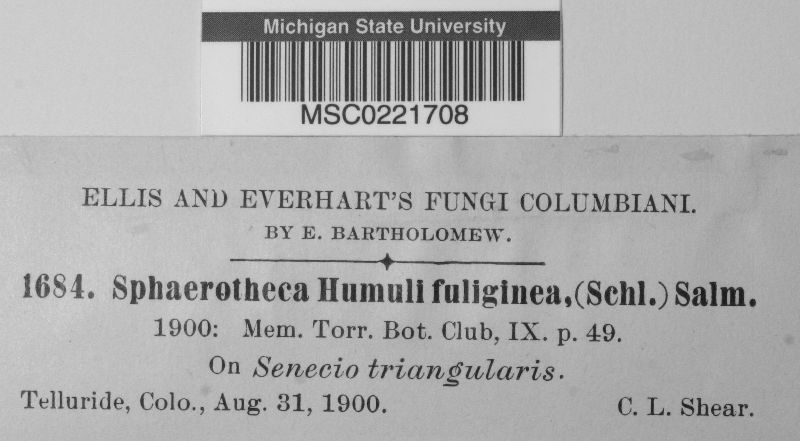 Michigan State University
MSC0221708
ELLIS AND EVERHART'S FUNGI COLUMBIANI.
BY E. BARTHOLOMEW.
1684. Sphaerotheca Humuli fuliginea, (Schl.) Salm.
1900: Mem. Torr. Bot. Club, IX. p. 49.
On Senecio triangularis.
Telluride, Colo., Aug. 31, 1900. C. L. Shear.